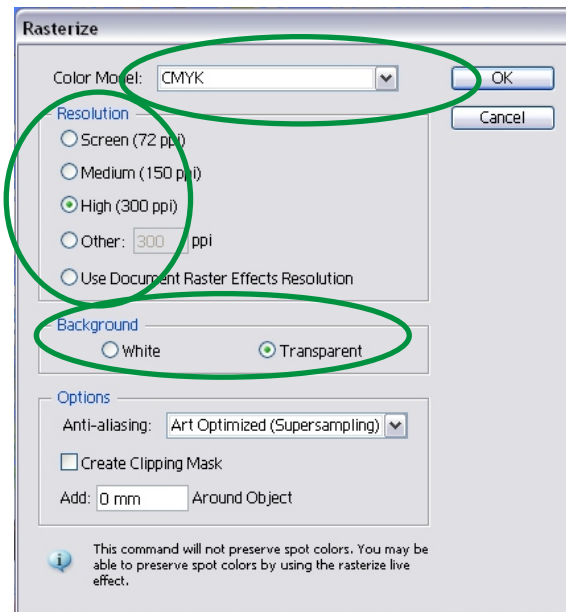 Rasterize
Color Model: CMYK
OK
Cancel
Resolution
Screen (72 ppi)
Medium (150 ppi)
High (300 ppi)
Other: 300 ppi
Use Document Raster Effects Resolution
Background
White Transparent
Options
Anti-aliasing: Art Optimized (Supersampling)
Create Clipping Mask
Add: 0 mm Around Object
This command will not preserve spot colors. You may be
able to preserve spot colors by using the rasterize live
effect.